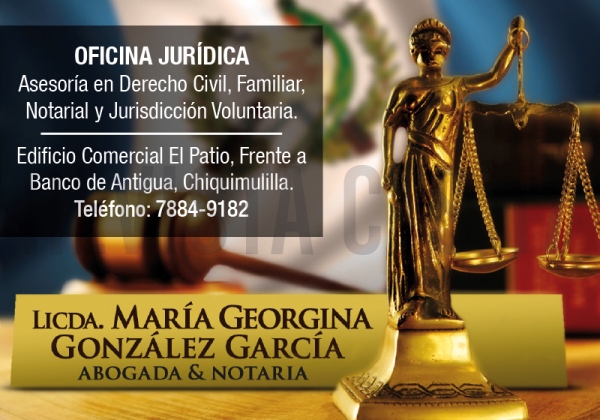 OFICINA JURÍDICA
Asesoría en Derecho Civil, Familiar,
Notarial y Jurisdicción Voluntaria.
Edificio Comercial El Patio, Frente a
Banco de Antigua, Chiquimulilla.
Teléfono: 7884-9182
LICDA. MARÍA GEORGINA
GONZÁLEZ GARCÍA
ABOGADA & NOTARIA